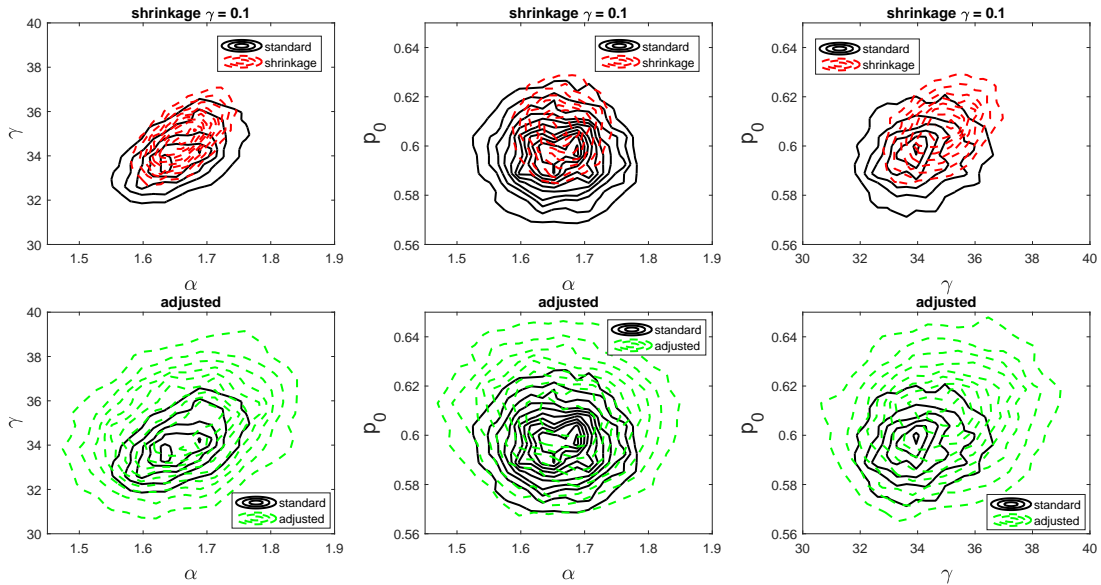 shrinkage γ = 0.1
40
38
36
34
32
30
γ
1.5 1.6 1.7 1.8 1.9
α
standard
shrinkage
shrinkage γ = 0.1
0.64
0.62
0.6
0.58
0.56
p0
1.5 1.6 1.7 1.8 1.9
α
standard
shrinkage
shrinkage γ = 0.1
0.64
0.62
0.6
0.58
0.56
p0
30 32 34 36 38 40
γ
standard
shrinkage
adjusted
40
38
36
34
32
30
γ
1.5 1.6 1.7 1.8 1.9
α
standard
adjusted
adjusted
0.64
0.62
0.6
0.58
0.56
p0
1.5 1.6 1.7 1.8 1.9
α
standard
adjusted
adjusted
0.64
0.62
0.6
0.58
0.56
p0
30 32 34 36 38 40
γ
standard
adjusted